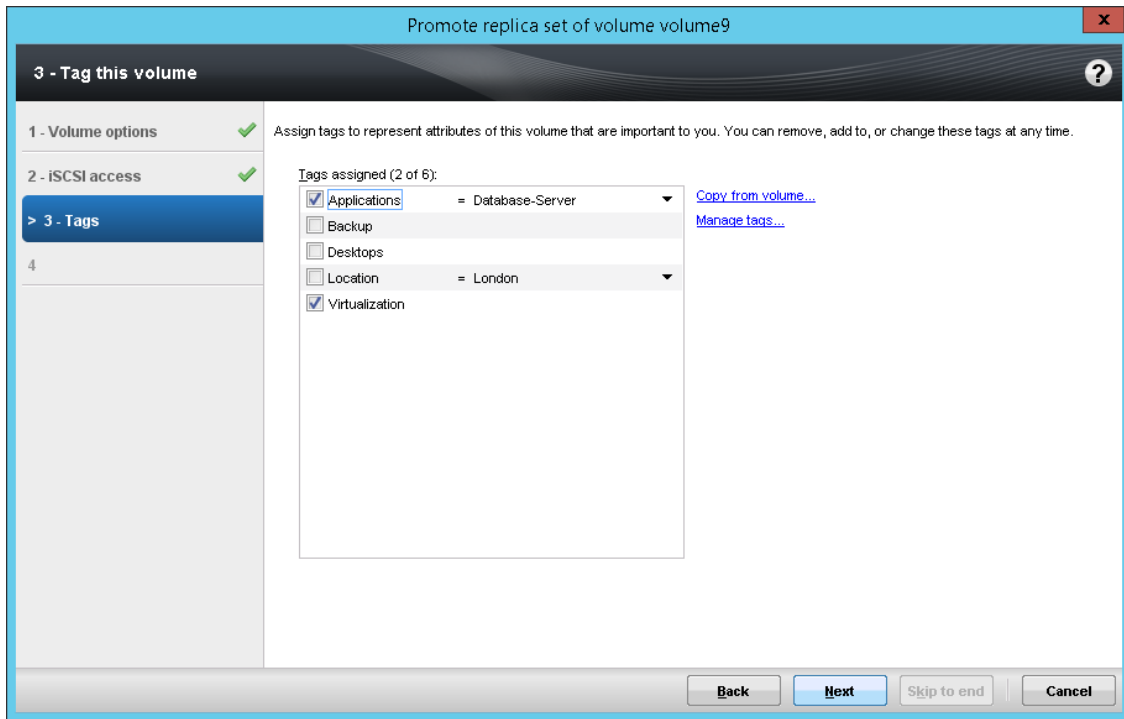 Promote replica set of volume volume9
x
3 - Tag this volume
?
1 - Volume options
2 - iSCSI access
> 3 - Tags
4
Assign tags to represent attributes of this volume that are important to you. You can remove, add to, or change these tags at any time.
Tags assigned (2 of 6):
Applications = Database-Server
Backup
Desktops
Location = London
Virtualization
Copy from volume...
Manage tags...
Back Next Skip to end Cancel